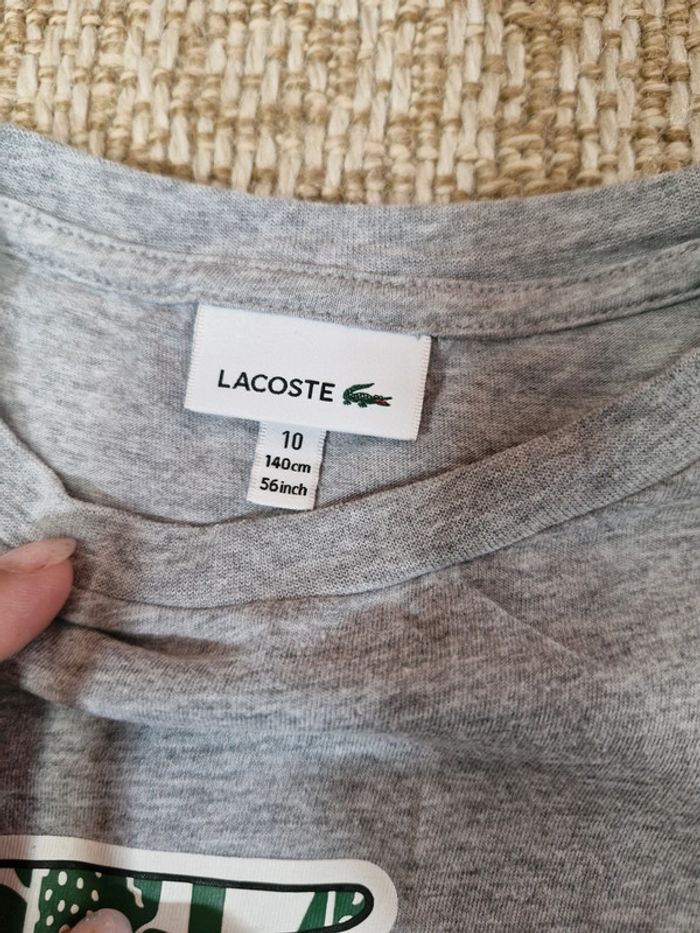 LACOSTE
10
140cm
56inch